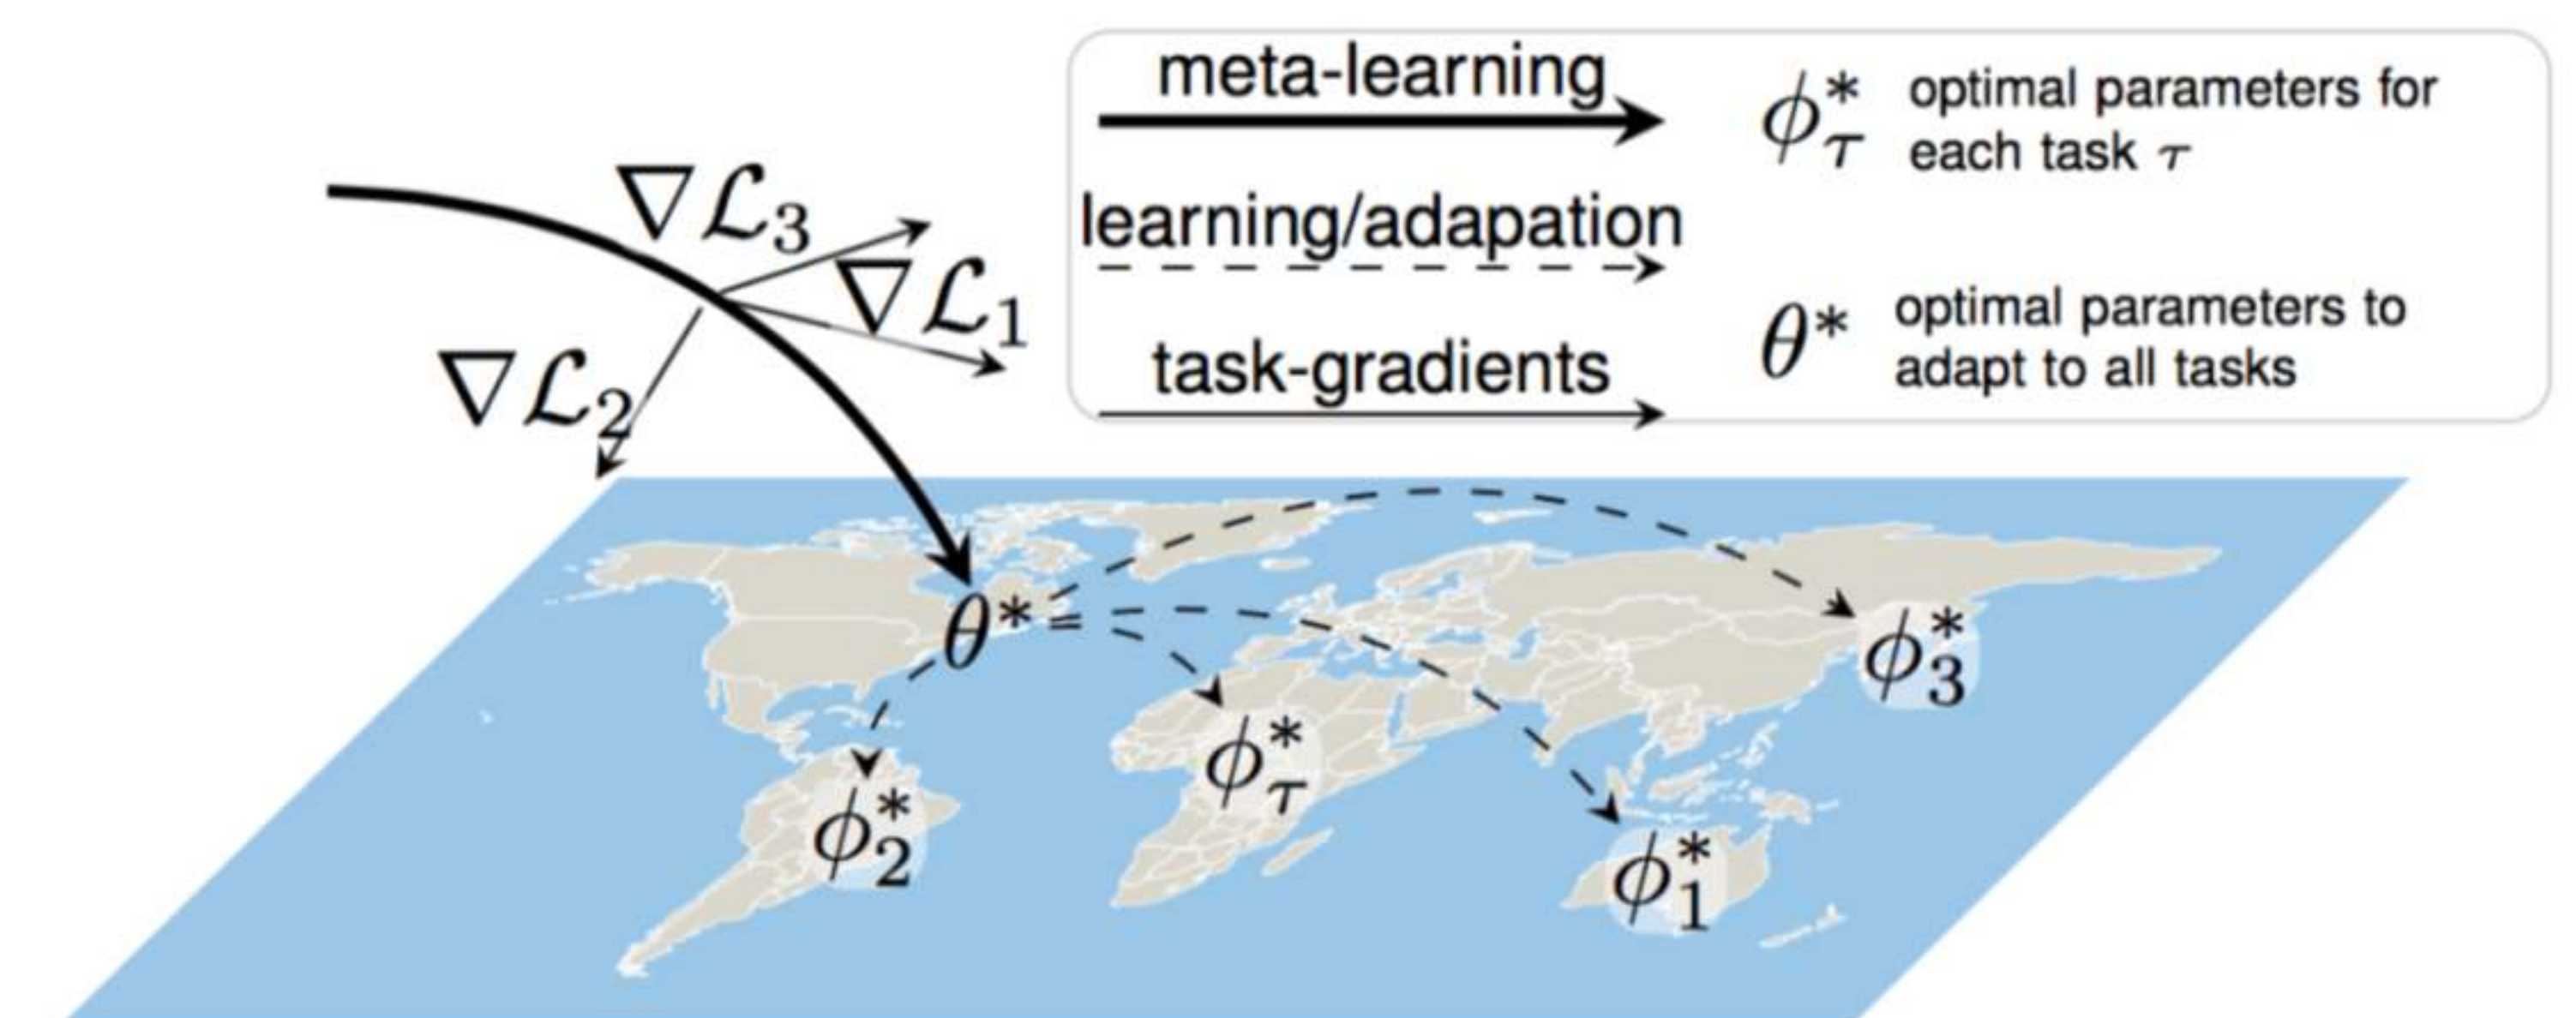 meta-learning
learning/adapation
task-gradients
ϕ*τ optimal parameters for
each task τ
θ* optimal parameters to
adapt to all tasks
∇ℒ₃
∇ℒ₁
∇ℒ₂
θ*
ϕ*₃
ϕ*τ
ϕ*₂
ϕ*₁